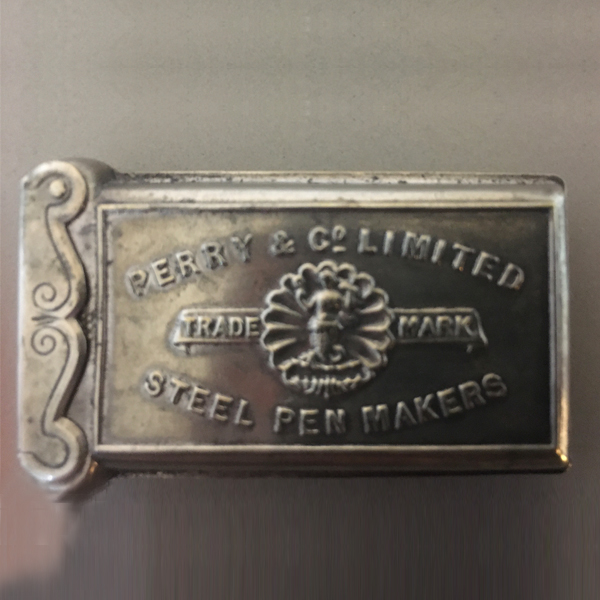 PERRY & Cº LIMITED
TRADE MARK
STEEL PEN MAKERS